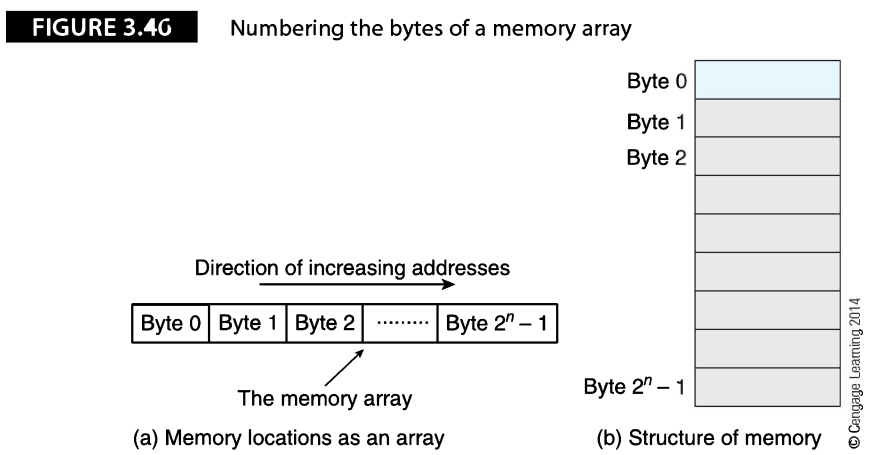 FIGURE 3.46 Numbering the bytes of a memory array
Direction of increasing addresses
Byte 0 Byte 1 Byte 2 ......... Byte 2ⁿ – 1
The memory array
(a) Memory locations as an array
Byte 0
Byte 1
Byte 2
Byte 2ⁿ – 1
(b) Structure of memory
© Cengage Learning 2014